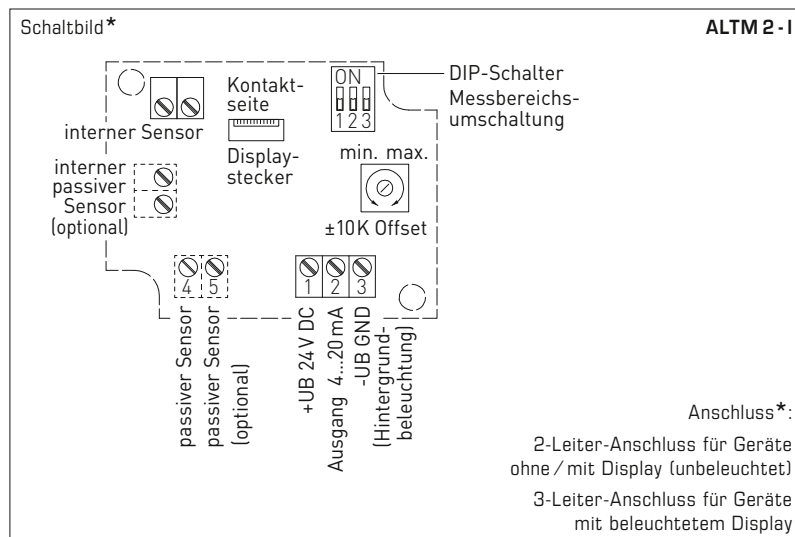 Schaltbild*
ALTM 2 - I
ON
1 2 3
DIP-Schalter
Messbereichs-
umschaltung
Kontakt-
seite
interner Sensor
Display-
stecker
min. max.
±10K Offset
interner
passiver
Sensor
(optional)
4 5
1 2 3
passiver Sensor
passiver Sensor
(optional)
+UB 24V DC
Ausgang 4...20mA
-UB GND
(Hintergrund-
beleuchtung)
Anschluss*:
2-Leiter-Anschluss für Geräte
ohne / mit Display (unbeleuchtet)
3-Leiter-Anschluss für Geräte
mit beleuchtetem Display